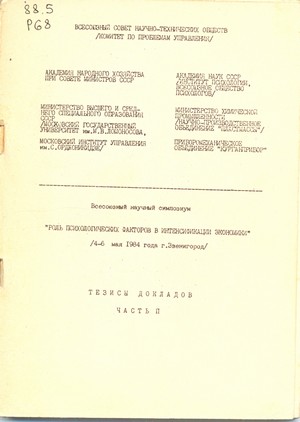 88.5
Р68
ВСЕСОЮЗНЫЙ СОВЕТ НАУЧНО-ТЕХНИЧЕСКИХ ОБЩЕСТВ
/КОМИТЕТ ПО ПРОБЛЕМАМ УПРАВЛЕНИЯ/
АКАДЕМИЯ НАРОДНОГО ХОЗЯЙСТВА
ПРИ СОВЕТЕ МИНИСТРОВ СССР
АКАДЕМИЯ НАУК СССР
/ИНСТИТУТ ПСИХОЛОГИИ,
ВСЕСОЮЗНОЕ ОБЩЕСТВО
ПСИХОЛОГОВ/
МИНИСТЕРСТВО ВЫСШЕГО И СРЕД-
НЕГО СПЕЦИАЛЬНОГО ОБРАЗОВАНИЯ
СССР
/МОСКОВСКИЙ ГОСУДАРСТВЕННЫЙ
УНИВЕРСИТЕТ им.М.В.ЛОМОНОСОВА,
МИНИСТЕРСТВО ХИМИЧЕСКОЙ
ПРОМЫШЛЕННОСТИ
/НАУЧНО-ПРОИЗВОДСТВЕННОЕ
ОБЪЕДИНЕНИЕ "ПЛАСТМАССЫ"/
МОСКОВСКИЙ ИНСТИТУТ УПРАВЛЕНИЯ
им.С.ОРДЖОНИКИДЗЕ/
ПРИБОРОМЕХАНИЧЕСКОЕ
ОБЪЕДИНЕНИЕ "КУРГАНПРИБОР"
Всесоюзный научный симпозиум
"РОЛЬ ПСИХОЛОГИЧЕСКИХ ФАКТОРОВ В ИНТЕНСИФИКАЦИИ ЭКОНОМИКИ"
/4-6 мая 1984 года г.Звенигород/
ТЕЗИСЫ ДОКЛАДОВ
ЧАСТЬ П